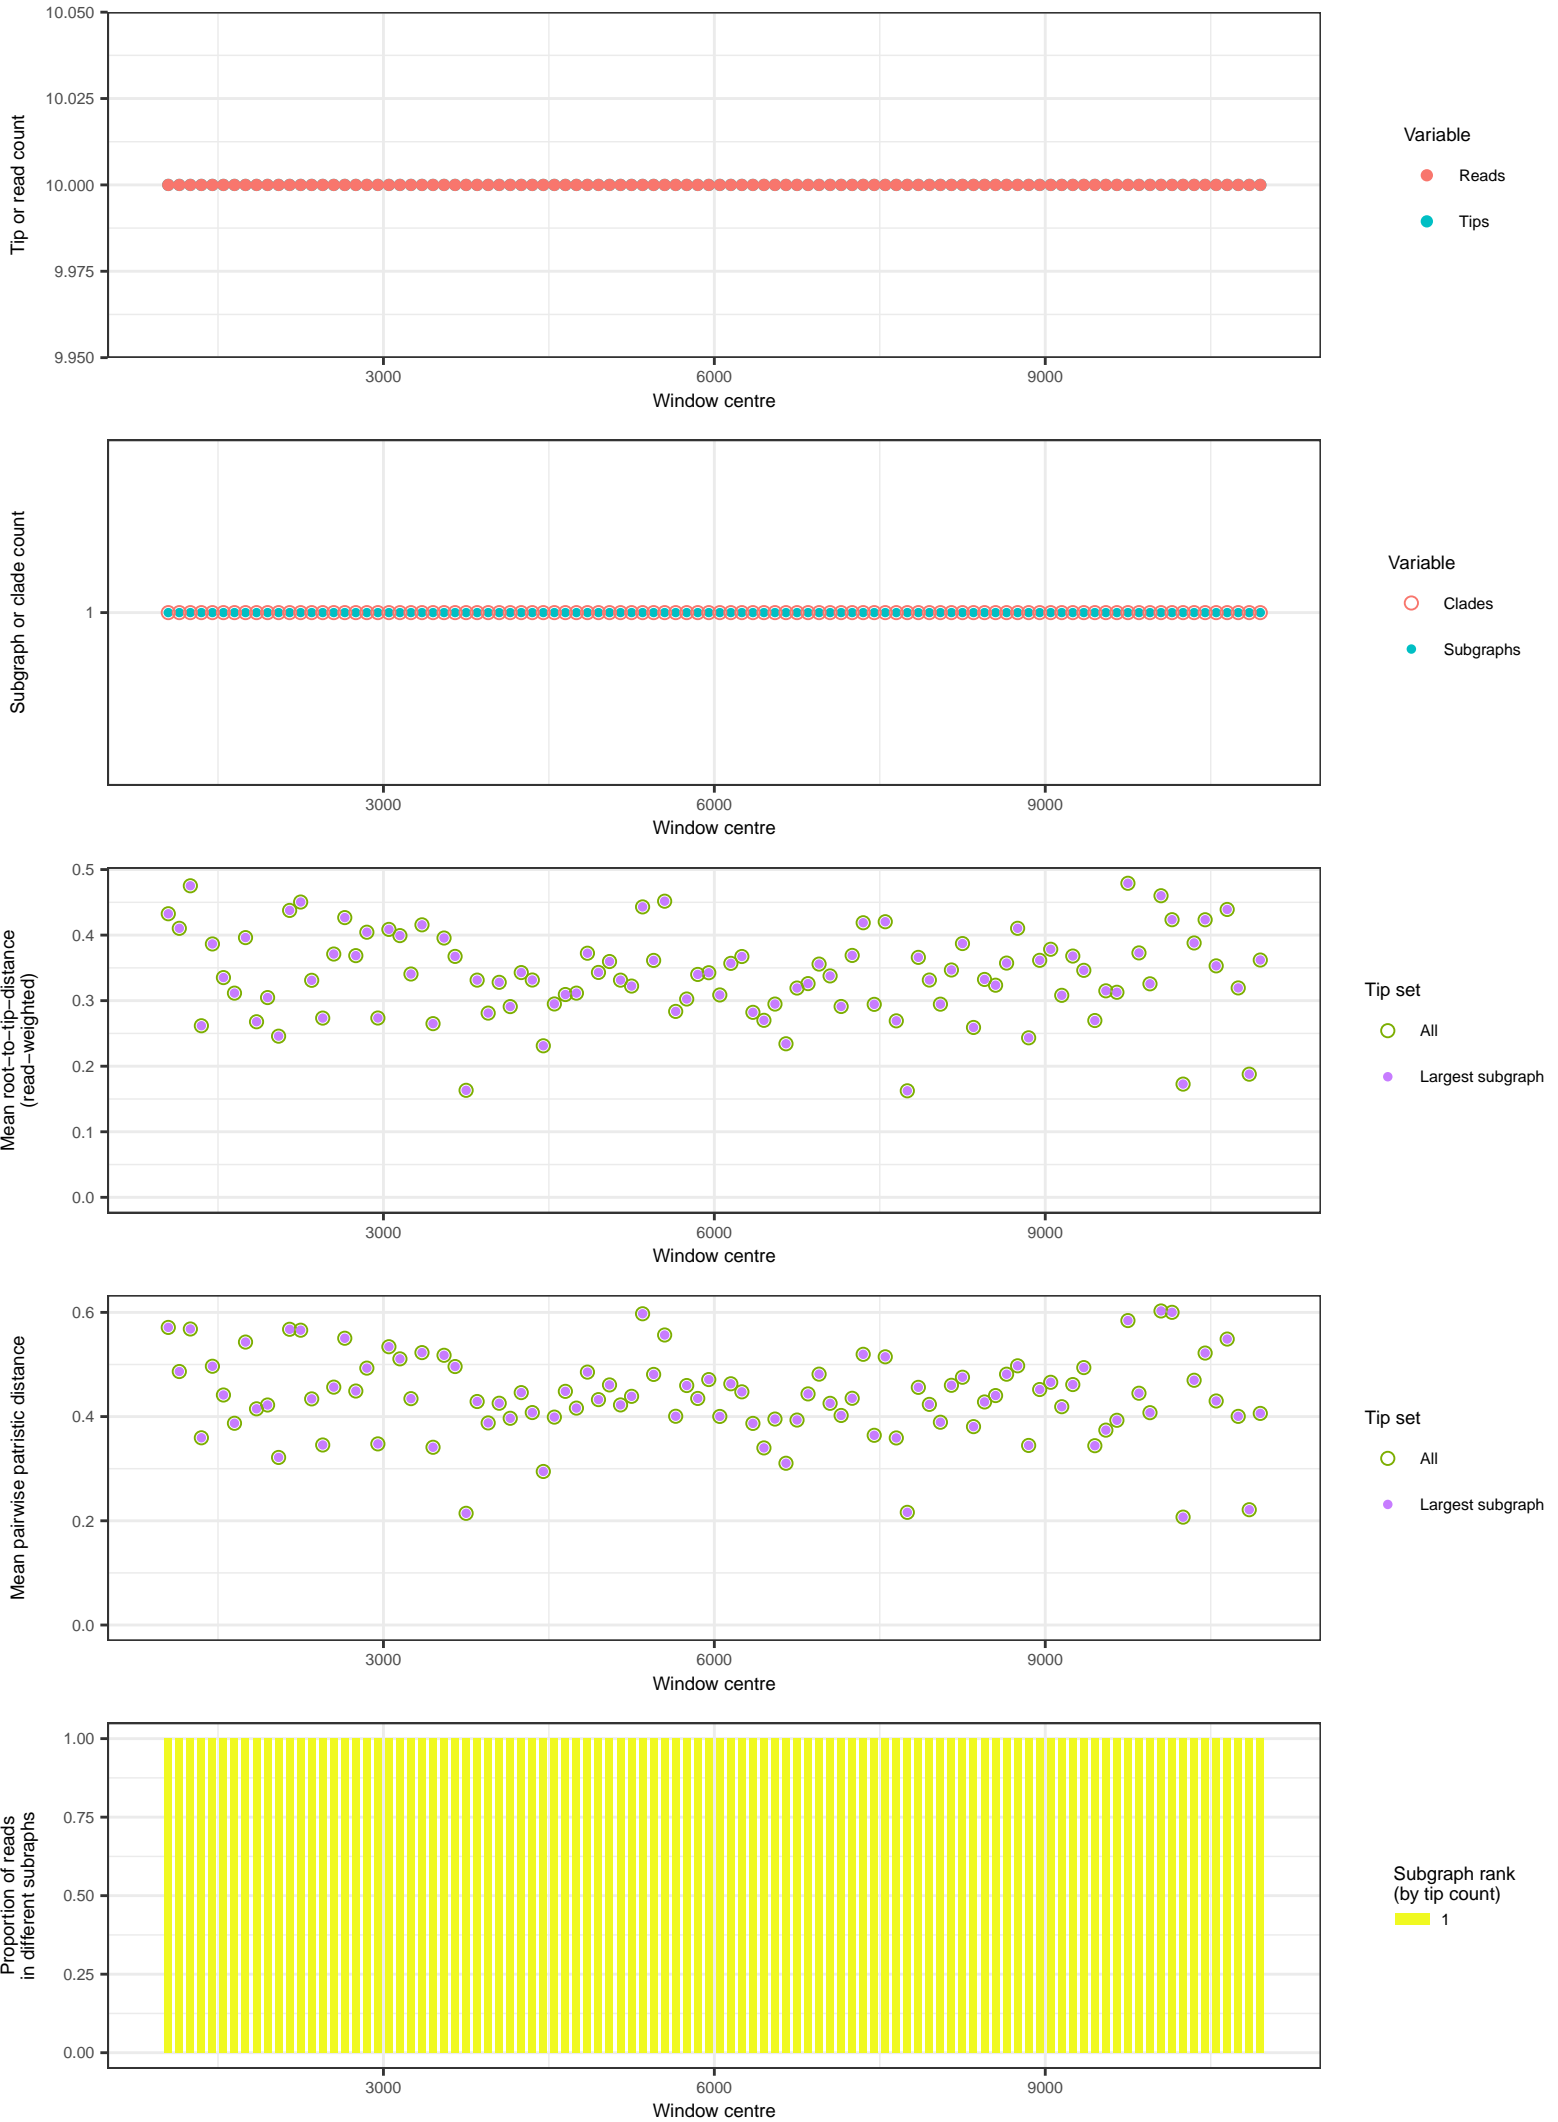 10.050
10.025
10.000
9.975
9.950
Tip or read count
3000
6000
9000
Window centre
Variable
Reads
Tips
1
Subgraph or clade count
3000
6000
9000
Window centre
Variable
Clades
Subgraphs
0.5
0.4
0.3
0.2
0.1
0.0
Mean root−to−tip−distance
(read−weighted)
3000
6000
9000
Window centre
Tip set
All
Largest subgraph
0.6
0.4
0.2
0.0
Mean pairwise patristic distance
3000
6000
9000
Window centre
Tip set
All
Largest subgraph
1.00
0.75
0.50
0.25
0.00
Proportion of reads
in different subraphs
3000
6000
9000
Window centre
Subgraph rank
(by tip count)
1